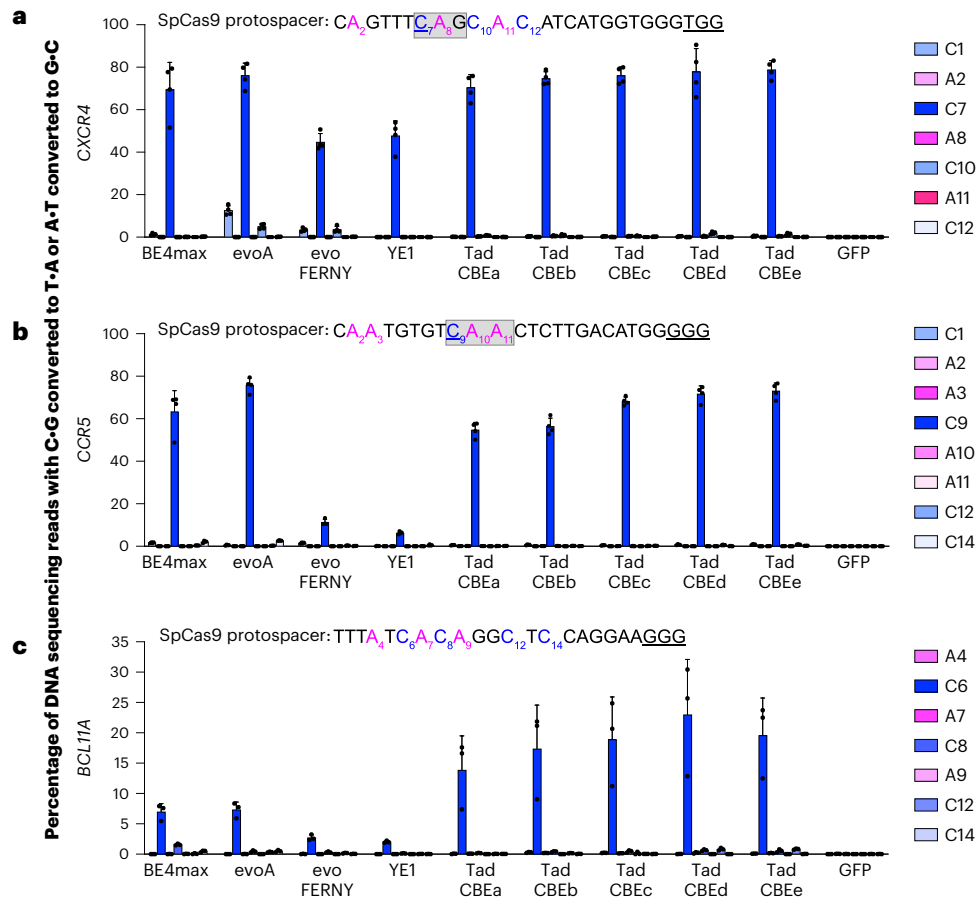 Percentage of DNA sequencing reads with C•G converted to T•A or A•T converted to G•C
a
SpCas9 protospacer: CA2GTTTC7A8GC10A11C12ATCATGGTGGGTGG
CXCR4
100
80
60
40
20
0
BE4max evoA evo FERNY YE1 Tad CBEa Tad CBEb Tad CBEc Tad CBEd Tad CBEe GFP
C1
A2
C7
A8
C10
A11
C12
b
SpCas9 protospacer: CA2A3TGTGTC9A10A11CTCTTGACATGGGGG
CCR5
100
80
60
40
20
0
BE4max evoA evo FERNY YE1 Tad CBEa Tad CBEb Tad CBEc Tad CBEd Tad CBEe GFP
C1
A2
A3
C9
A10
A11
C12
C14
c
SpCas9 protospacer: TTTA4TC6A7C8A9GGC12TC14CAGGAAGGG
BCL11A
35
30
25
20
15
10
5
0
BE4max evoA evo FERNY YE1 Tad CBEa Tad CBEb Tad CBEc Tad CBEd Tad CBEe GFP
A4
C6
A7
C8
A9
C12
C14